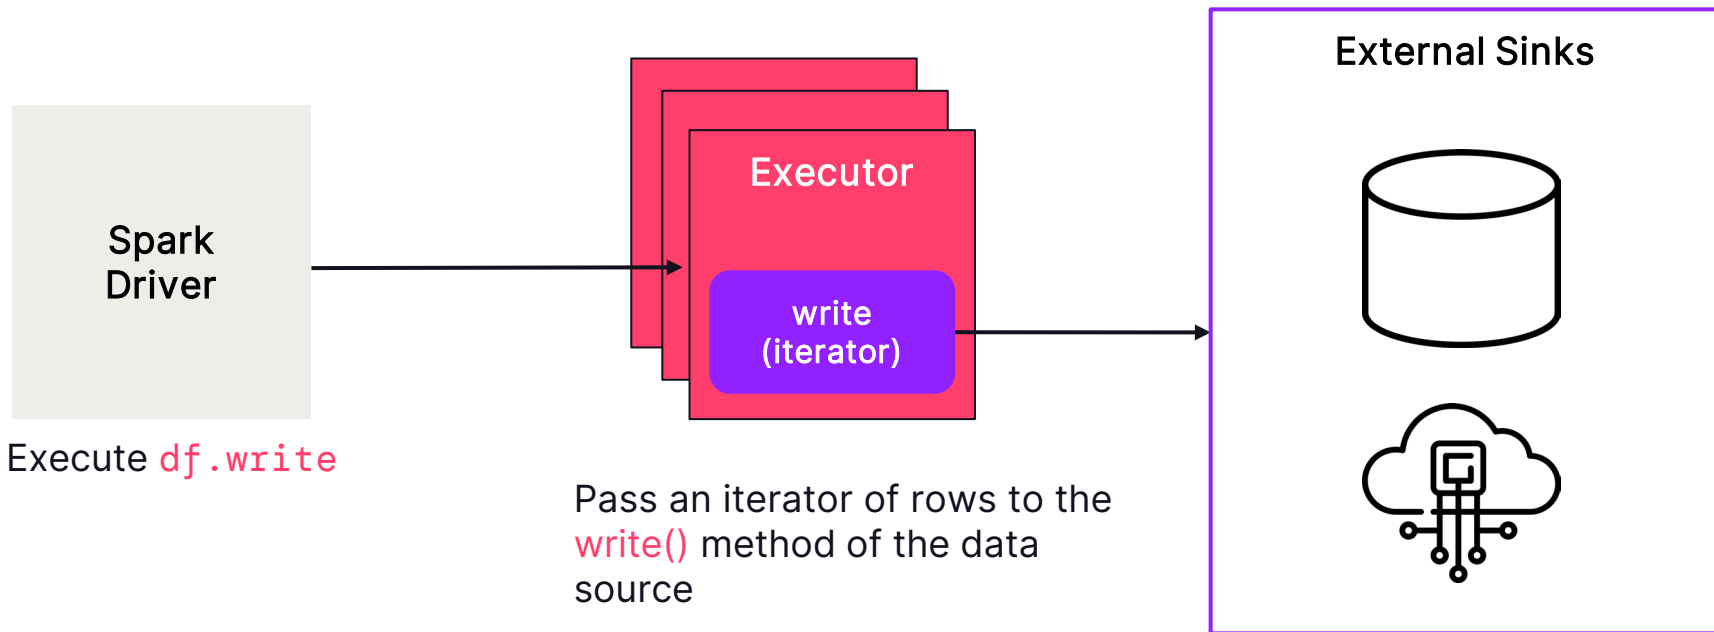 Spark
Driver
Execute df.write
Executor
write
(iterator)
Pass an iterator of rows to the
write() method of the data
source
External Sinks